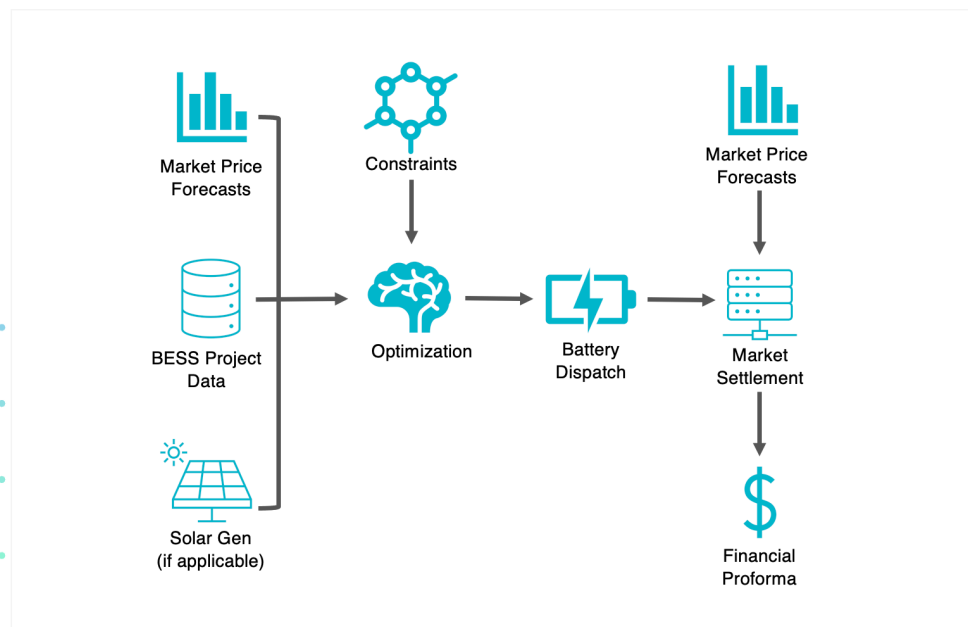 Market Price
Forecasts
Constraints
Market Price
Forecasts
BESS Project
Data
Optimization
Battery
Dispatch
Market
Settlement
Solar Gen
(if applicable)
Financial
Proforma